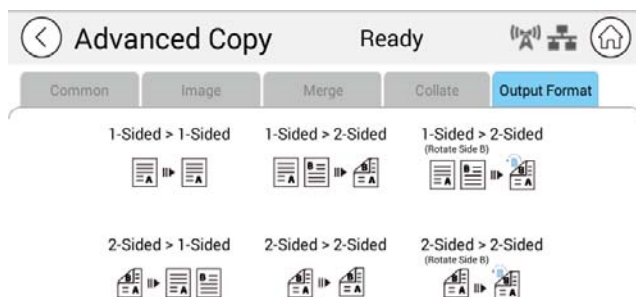 Advanced Copy Ready
Common Image Merge Collate Output Format
1-Sided > 1-Sided 1-Sided > 2-Sided 1-Sided > 2-Sided
(Rotate Side B)
A A A B B A A B B A B
2-Sided > 1-Sided 2-Sided > 2-Sided 2-Sided > 2-Sided
(Rotate Side B)
B A A B B A B A B A B A B